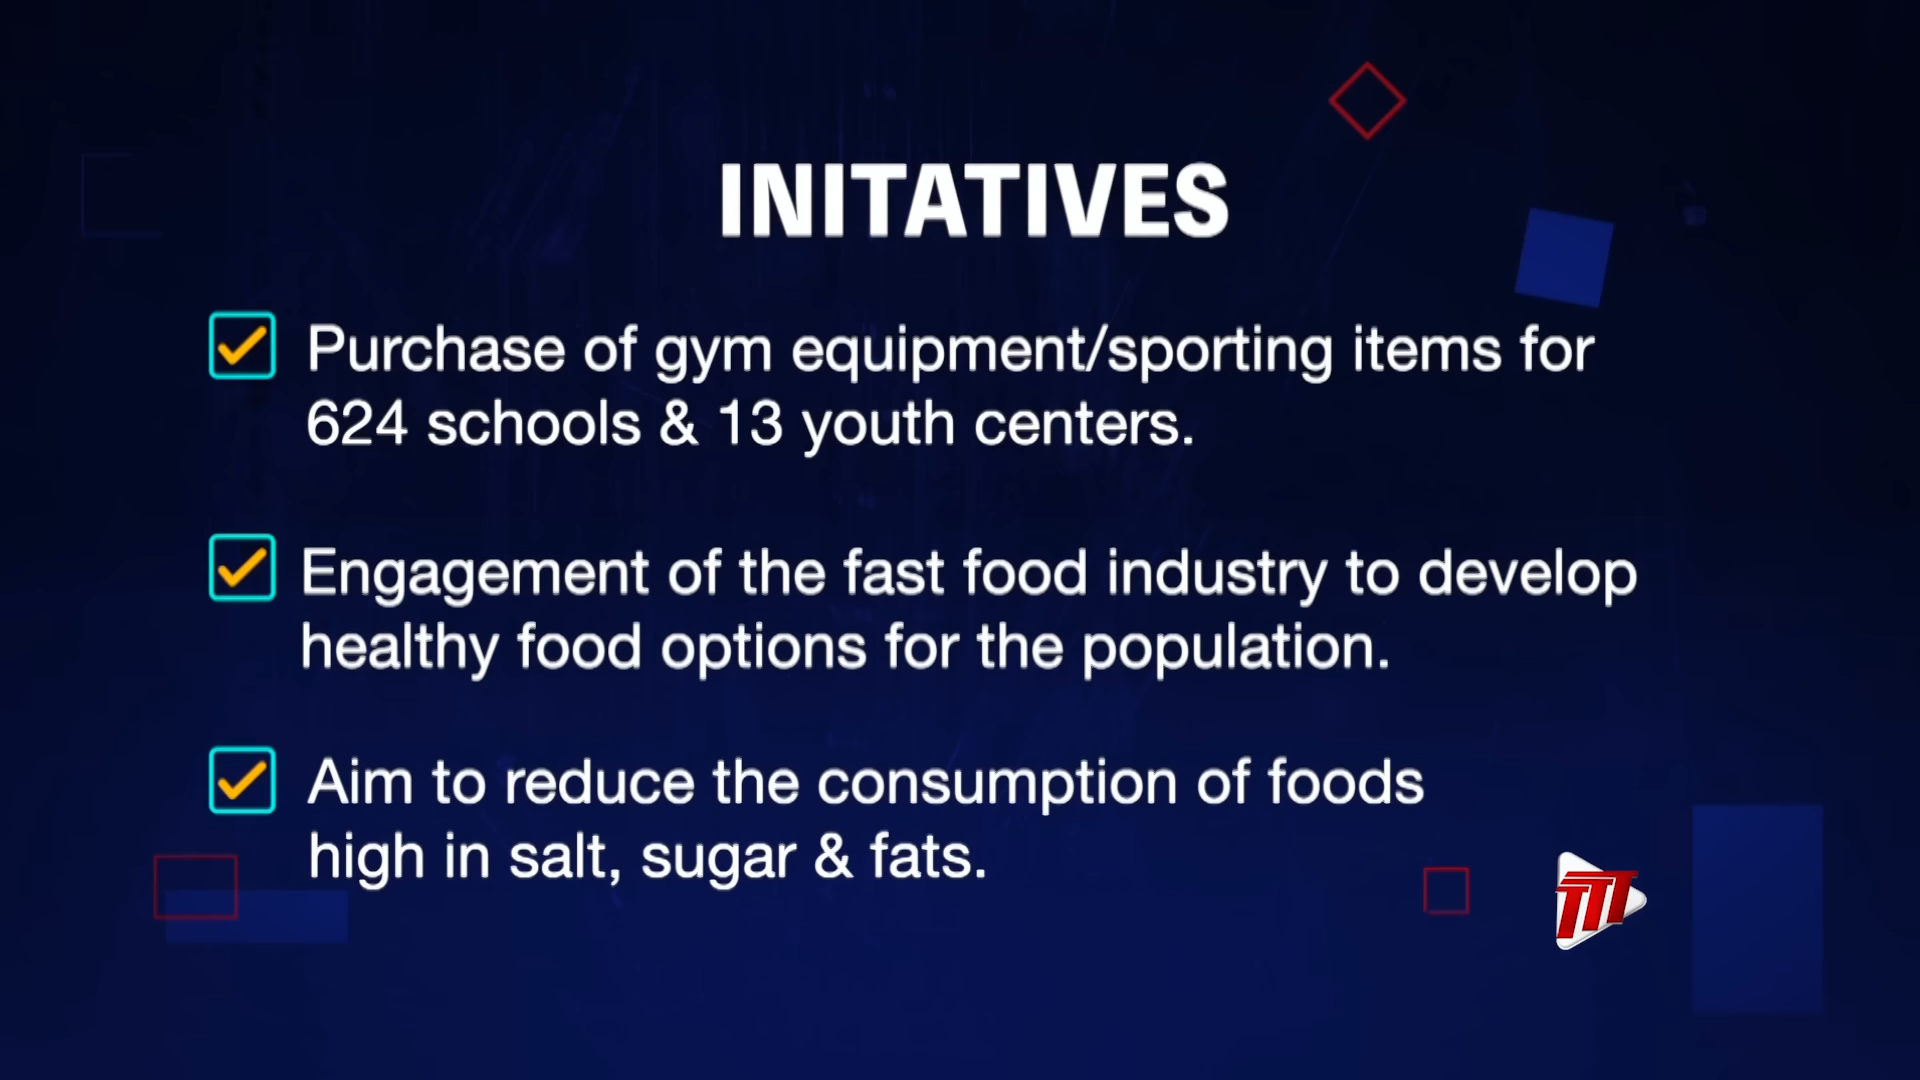 INITATIVES
Purchase of gym equipment/sporting items for
624 schools & 13 youth centers.
Engagement of the fast food industry to develop
healthy food options for the population.
Aim to reduce the consumption of foods
high in salt, sugar & fats.
TTT